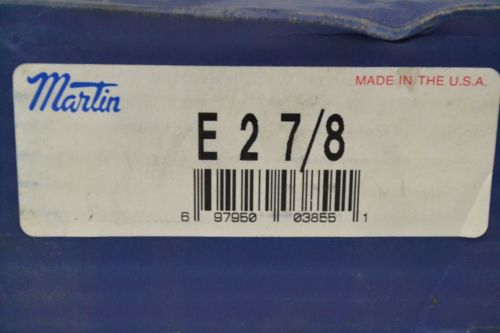 Martin
MADE IN THE U.S.A.
E 2 7/8
6 97950 03855 1